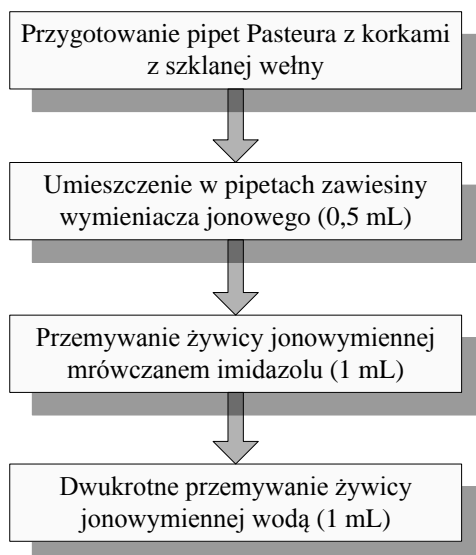 Przygotowanie pipet Pasteura z korkami
z szklanej wełny
Umieszczenie w pipetach zawiesiny
wymieniacza jonowego (0,5 mL)
Przemywanie żywicy jonowymiennej
mrówczanem imidazolu (1 mL)
Dwukrotne przemywanie żywicy
jonowymiennej wodą (1 mL)